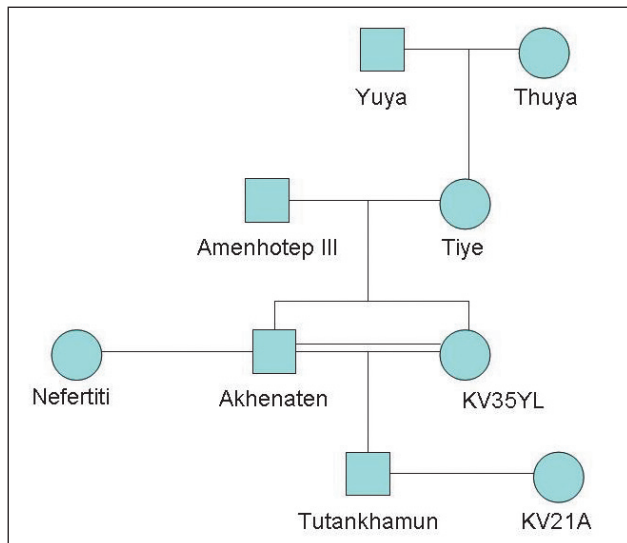 Yuya
Thuya
Amenhotep III
Tiye
Nefertiti
Akhenaten
KV35YL
Tutankhamun
KV21A